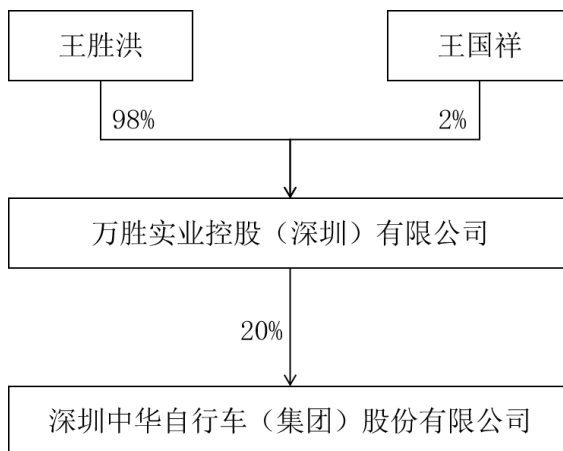 王胜洪
王国祥
98%
2%
万胜实业控股（深圳）有限公司
20%
深圳中华自行车（集团）股份有限公司